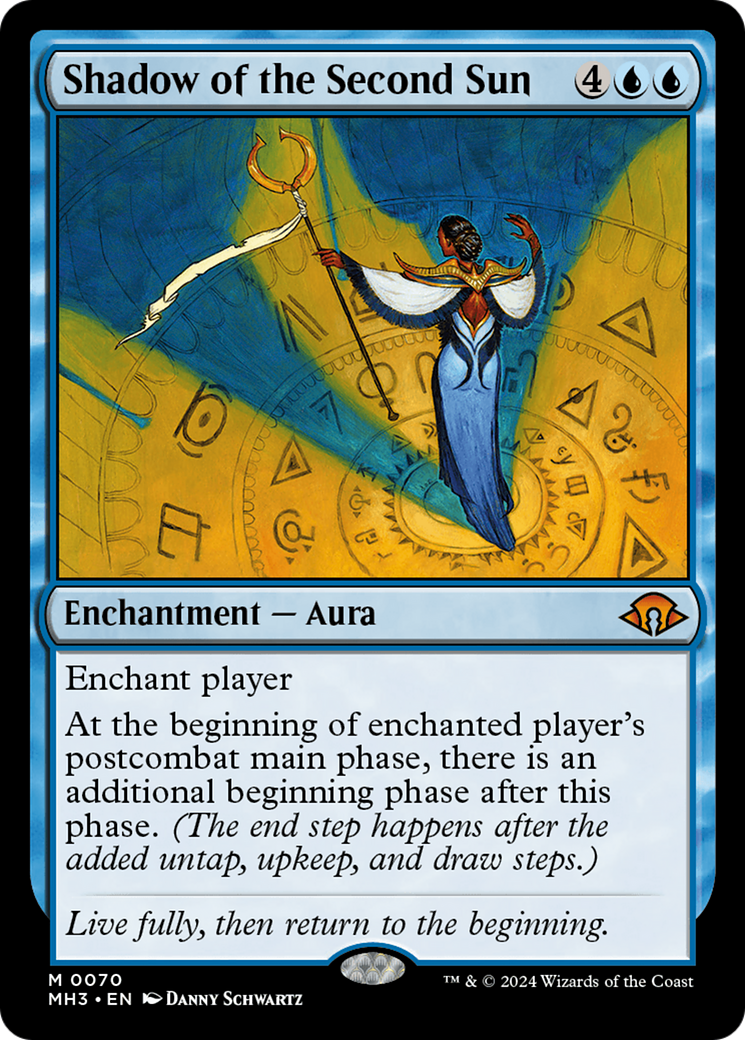 Shadow of the Second Sun 4
Enchantment — Aura
Enchant player
At the beginning of enchanted player's
postcombat main phase, there is an
additional beginning phase after this
phase. (The end step happens after the
added untap, upkeep, and draw steps.)
Live fully, then return to the beginning.
M 0070
MH3 • EN Danny Schwartz
™ & © 2024 Wizards of the Coast